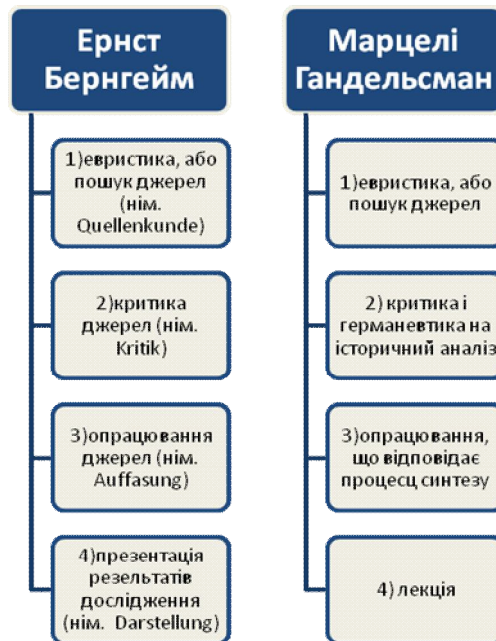 Ернст
Бернгейм
1)евристика, або
пошук джерел
(нім.
Quellenkunde)
2)критика
джерел (нім.
Kritik)
3)опрацювання
джерел (нім.
Auffasung)
4)презентація
резельтатів
дослідження
(нім. Darstellung)
Марцелі
Гандельсман
1)евристика, або
пошук джерел
2) критика і
германевтика на
історичний аналіз
3)опрацювання,
що відповідає
процесц синтезу
4) лекція